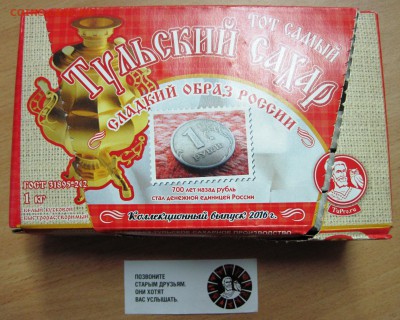 ТОТ САМЫЙ
ТУЛЬСКИЙ САХАР
СЛАДКИЙ ОБРАЗ РОССИИ
1
РУБЛЬ
700 лет назад рубль
стал денежной единицей России
Коллекционный выпуск 2016 г.
1 КГ
ПОЗВОНИТЕ
СТАРЫМ ДРУЗЬЯМ.
ОНИ ХОТЯТ
ВАС УСЛЫШАТЬ.